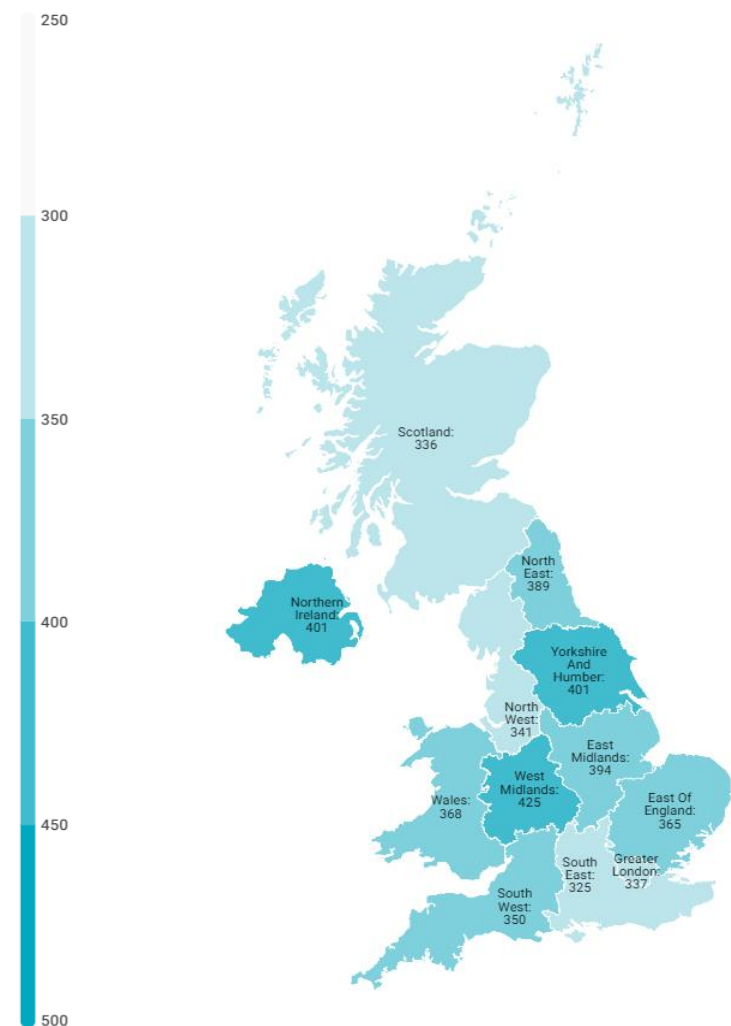 250
300
350
400
450
500
Scotland:
336
North
East:
389
Northern
Ireland:
401
Yorkshire
And
Humber:
401
North
West:
341
East
Midlands:
394
West
Midlands:
425
Wales:
368
East Of
England:
365
South
East:
325
Greater
London:
337
South
West:
350